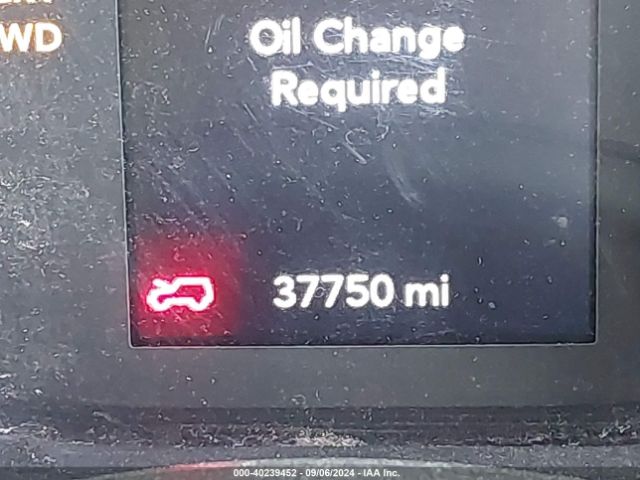 WD
Oil Change
Required
37750 mi
000-40239452 - 09/06/2024 - IAA Inc.